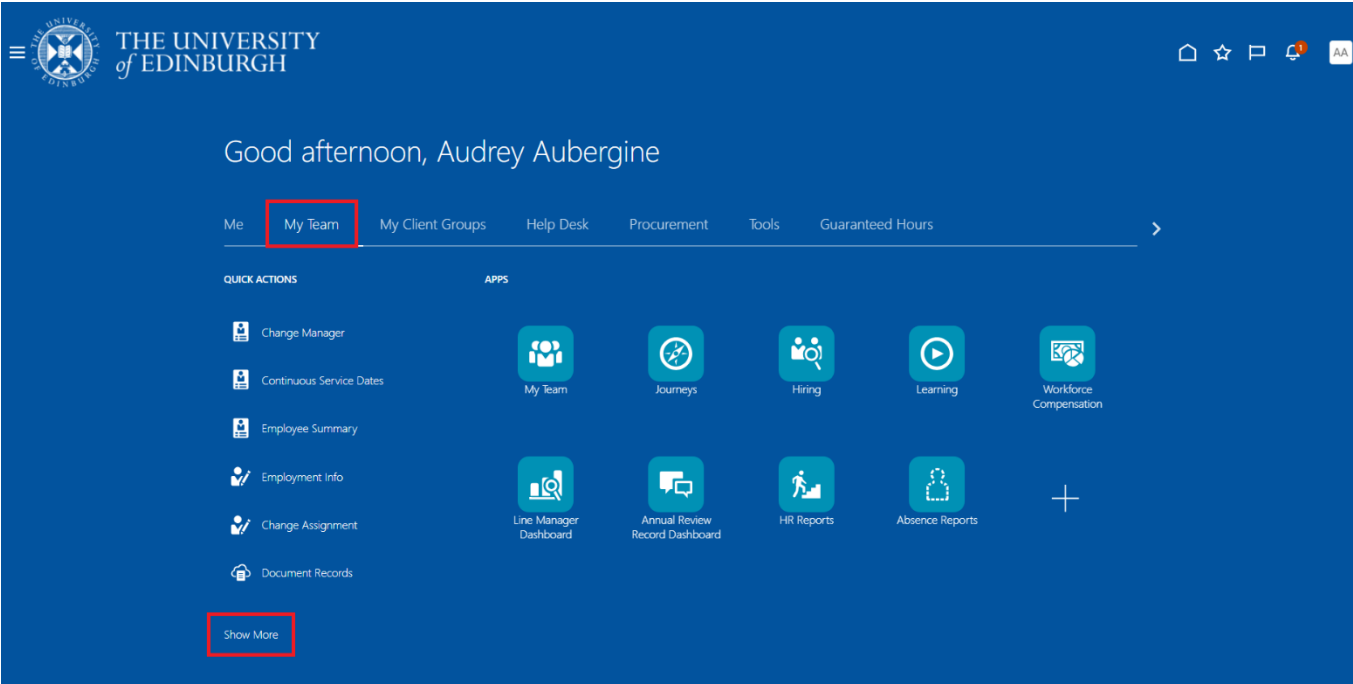 THE UNIVERSITY
of EDINBURGH
1
AA
Good afternoon, Audrey Aubergine
Me My Team My Client Groups Help Desk Procurement Tools Guaranteed Hours
QUICK ACTIONS
Change Manager
Continuous Service Dates
Employee Summary
Employment Info
Change Assignment
Document Records
Show More
APPS
My Team
Journeys
Hiring
Learning
Workforce
Compensation
Line Manager
Dashboard
Annual Review
Record Dashboard
HR Reports
Absence Reports